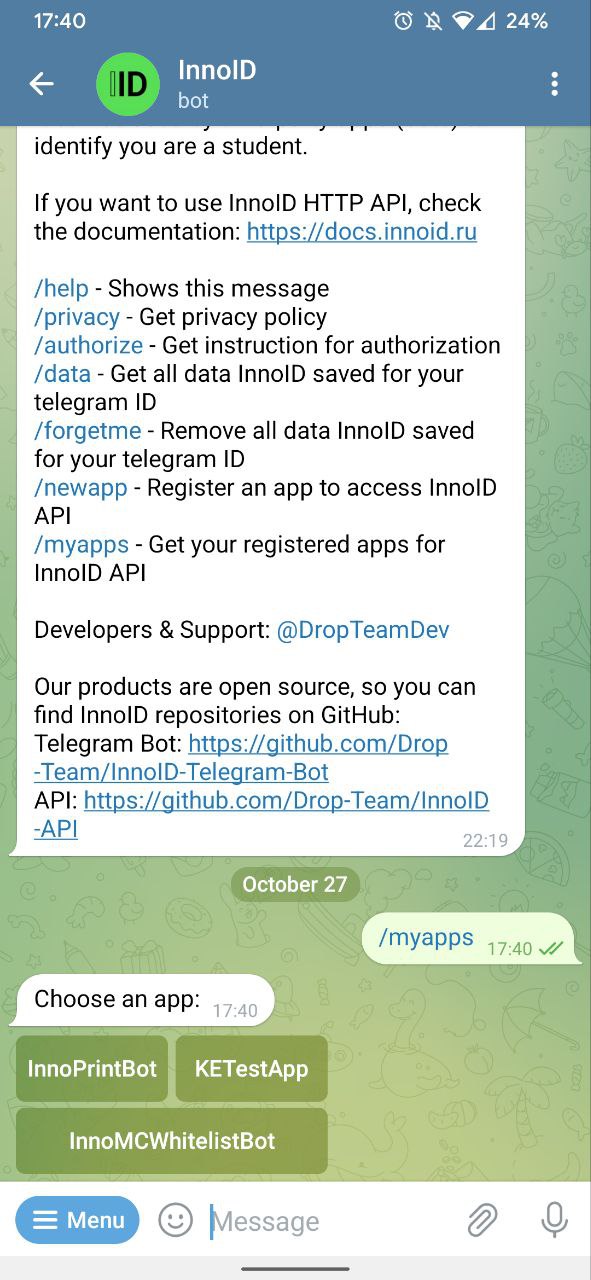 17:40
24%
InnoID
bot
identify you are a student.
If you want to use InnoID HTTP API, check
the documentation: https://docs.innoid.ru
/help - Shows this message
/privacy - Get privacy policy
/authorize - Get instruction for authorization
/data - Get all data InnoID saved for your
telegram ID
/forgetme - Remove all data InnoID saved
for your telegram ID
/newapp - Register an app to access InnoID
API
/myapps - Get your registered apps for
InnoID API
Developers & Support: @DropTeamDev
Our products are open source, so you can
find InnoID repositories on GitHub:
Telegram Bot: https://github.com/Drop
-Team/InnoID-Telegram-Bot
API: https://github.com/Drop-Team/InnoID
-API
22:19
October 27
/myapps 17:40
Choose an app: 17:40
InnoPrintBot KETestApp
InnoMCWhitelistBot
Menu Message